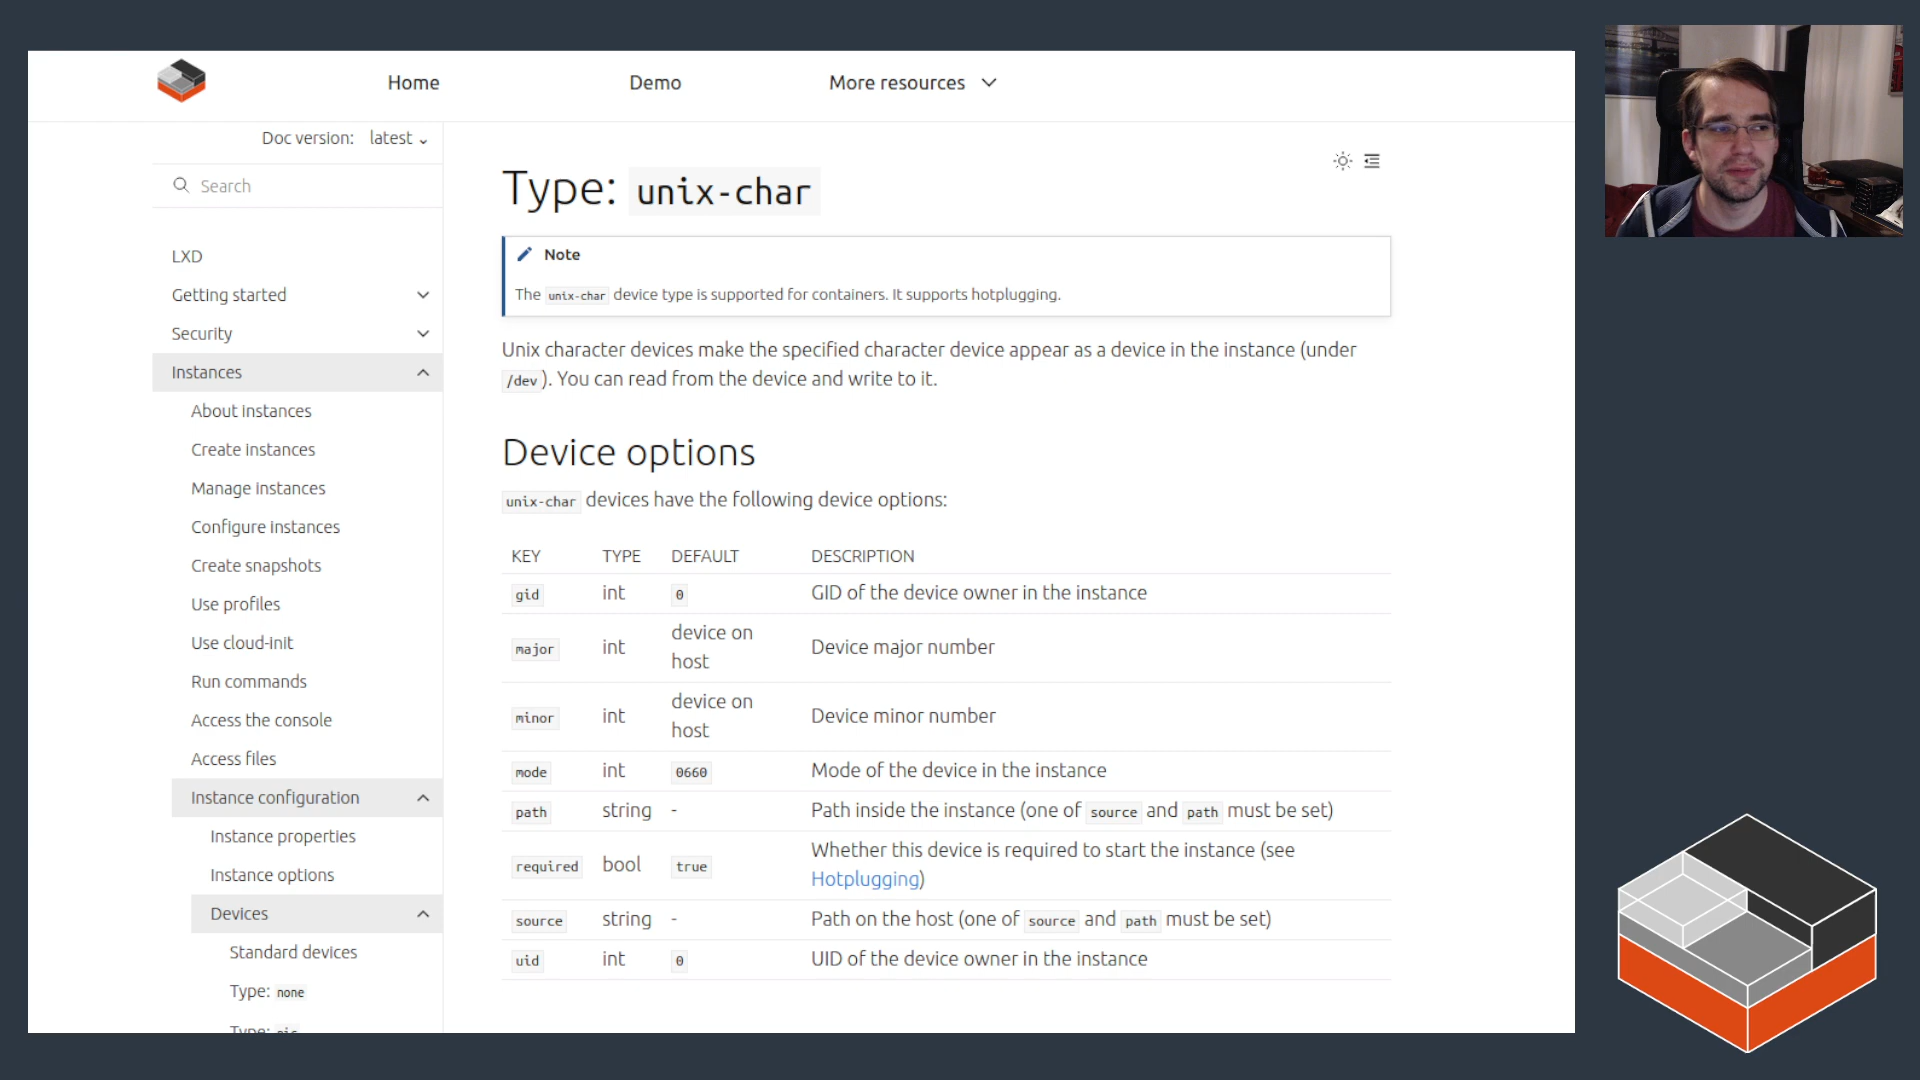 Home
Demo
More resources
Doc version: latest
Search
LXD
Getting started
Security
Instances
About instances
Create instances
Manage instances
Configure instances
Create snapshots
Use profiles
Use cloud-init
Run commands
Access the console
Access files
Instance configuration
Instance properties
Instance options
Devices
Standard devices
Type: none
Type: nic
Type: unix-char
Note
The unix-char device type is supported for containers. It supports hotplugging.
Unix character devices make the specified character device appear as a device in the instance (under
/dev). You can read from the device and write to it.
Device options
unix-char devices have the following device options:
KEY TYPE DEFAULT DESCRIPTION
gid int 0 GID of the device owner in the instance
major int device on host Device major number
minor int device on host Device minor number
mode int 0660 Mode of the device in the instance
path string - Path inside the instance (one of source and path must be set)
required bool true Whether this device is required to start the instance (see
Hotplugging)
source string - Path on the host (one of source and path must be set)
uid int 0 UID of the device owner in the instance